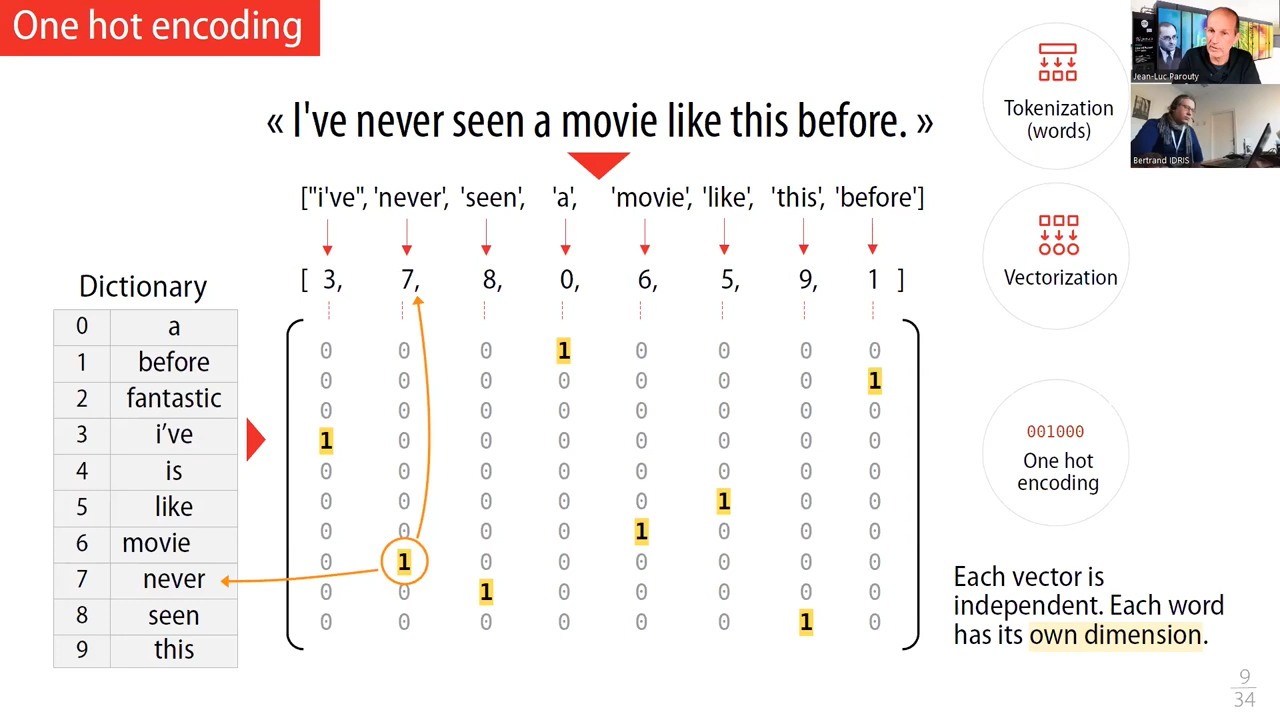 One hot encoding
« I've never seen a movie like this before. »
["i've", 'never', 'seen', 'a', 'movie', 'like', 'this', 'before']
[ 3, 7, 8, 0, 6, 5, 9, 1 ]
Dictionary
0 a
1 before
2 fantastic
3 i’ve
4 is
5 like
6 movie
7 never
8 seen
9 this
0 0 0 1 0 0 0 0
0 0 0 0 0 0 0 1
0 0 0 0 0 0 0 0
1 0 0 0 0 0 0 0
0 0 0 0 0 0 0 0
0 0 0 0 0 1 0 0
0 0 0 0 1 0 0 0
0 1 0 0 0 0 0 0
0 0 1 0 0 0 0 0
0 0 0 0 0 0 1 0
Tokenization
(words)
Vectorization
001000
One hot
encoding
Each vector is
independent. Each word
has its own dimension.
9
34
Jean-Luc Parouty
Bertrand IDRIS